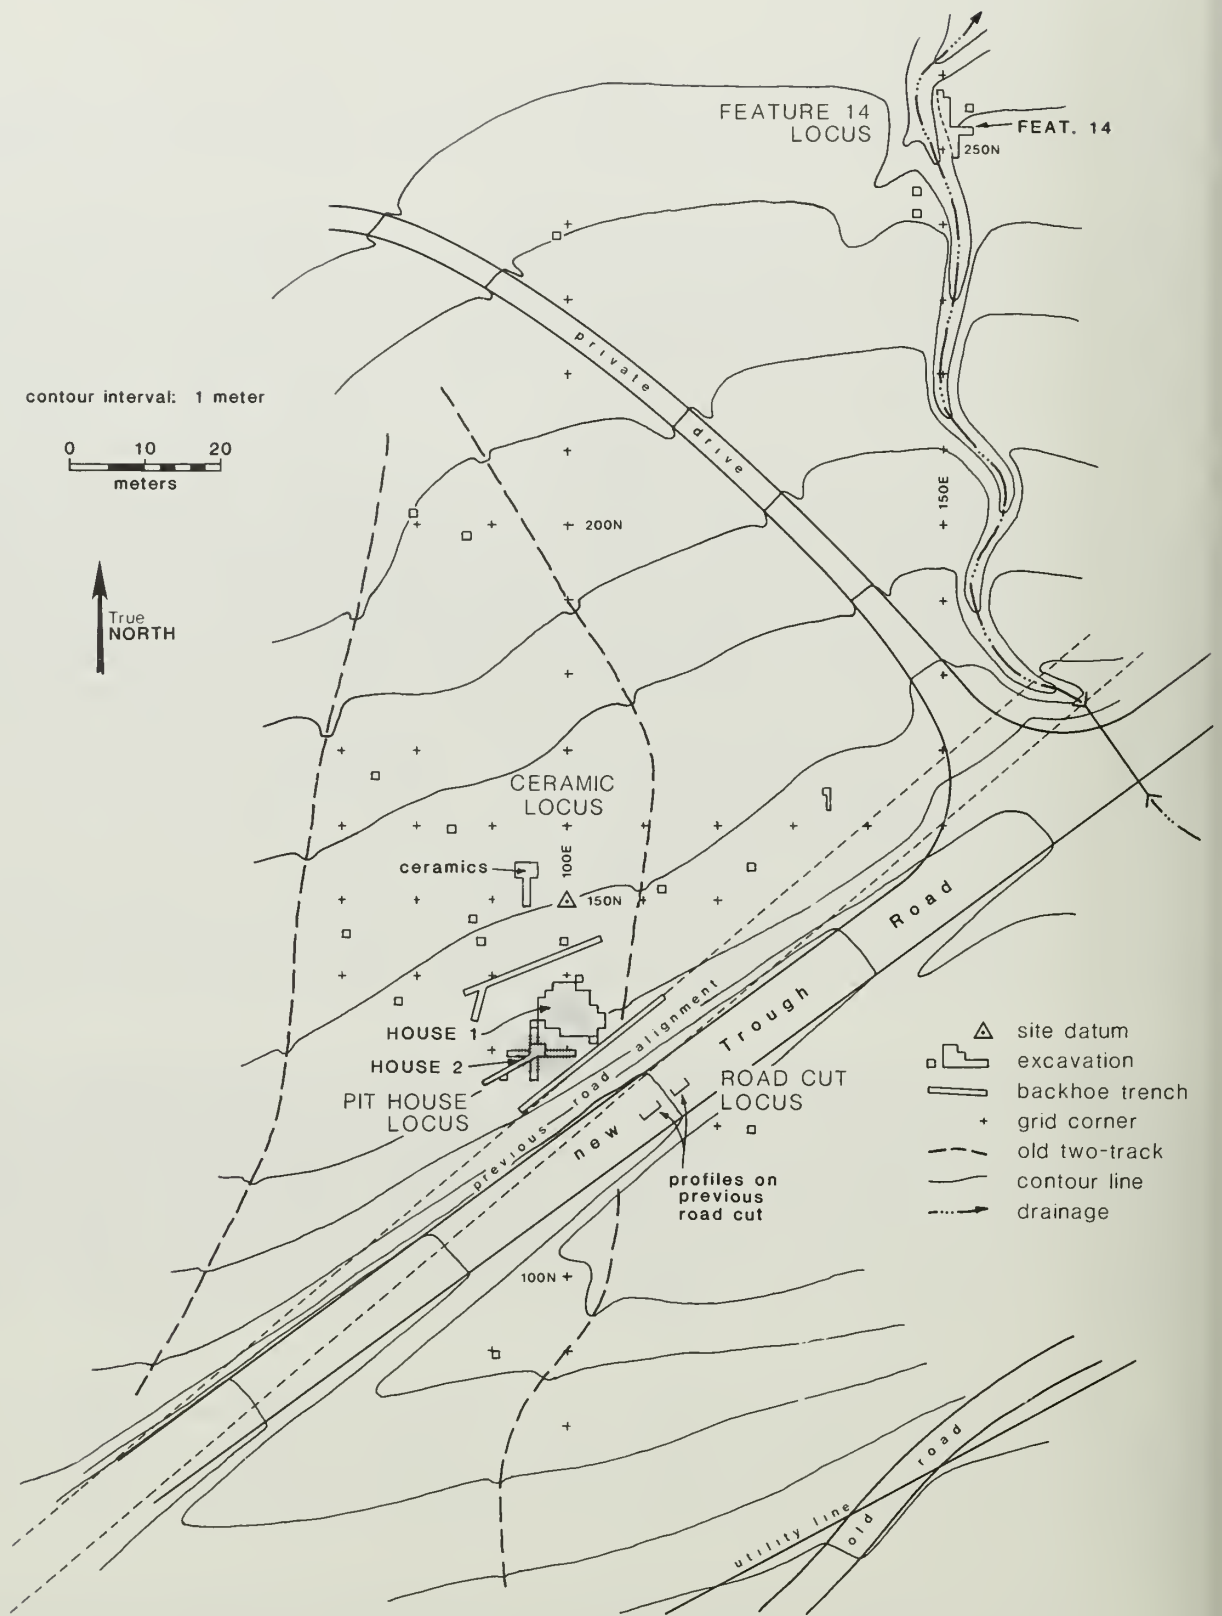 FEATURE 14
LOCUS
FEAT. 14
250N
private
drive
contour interval: 1 meter
0 10 20
meters
150E
200N
True
NORTH
CERAMIC
LOCUS
ceramics
100E
150N
HOUSE 1
HOUSE 2
PIT HOUSE
LOCUS
previous road alignment
new Trough Road
ROAD CUT
LOCUS
profiles on
previous
road cut
100N
site datum
excavation
backhoe trench
grid corner
old two-track
contour line
drainage
utility line
old road